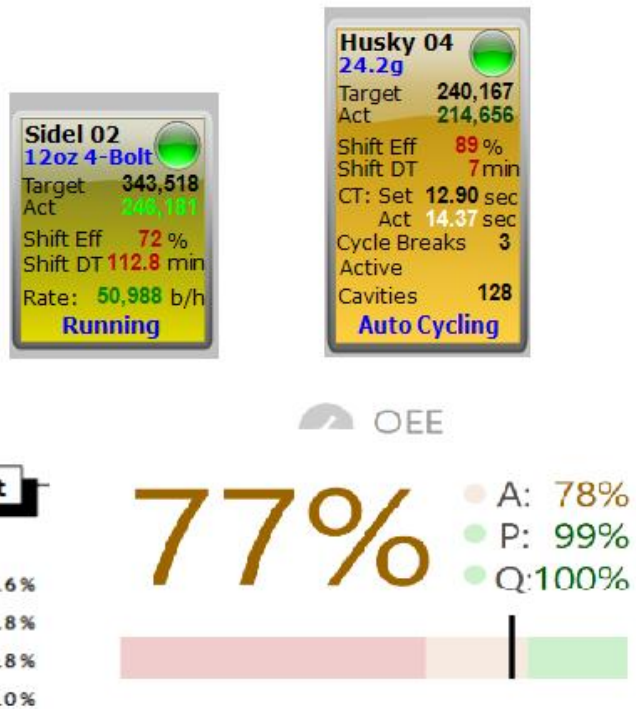 Sidel 02
12oz 4-Bolt
Target 343,518
Act 246,181
Shift Eff 72 %
Shift DT 112.8 min
Rate: 50,988 b/h
Running
Husky 04
24.2g
Target 240,167
Act 214,656
Shift Eff 89 %
Shift DT 7 min
CT: Set 12.90 sec
Act 14.37 sec
Cycle Breaks 3
Active
Cavities 128
Auto Cycling
OEE
77%
A: 78%
P: 99%
Q:100%
t
.6%
.8%
.8%
.0%